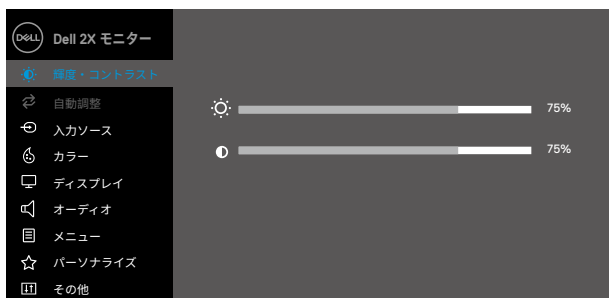 DELL Dell 2X モニター
輝度・コントラスト
自動調整
入力ソース
カラー
ディスプレイ
オーディオ
メニュー
パーソナライズ
その他
75%
75%